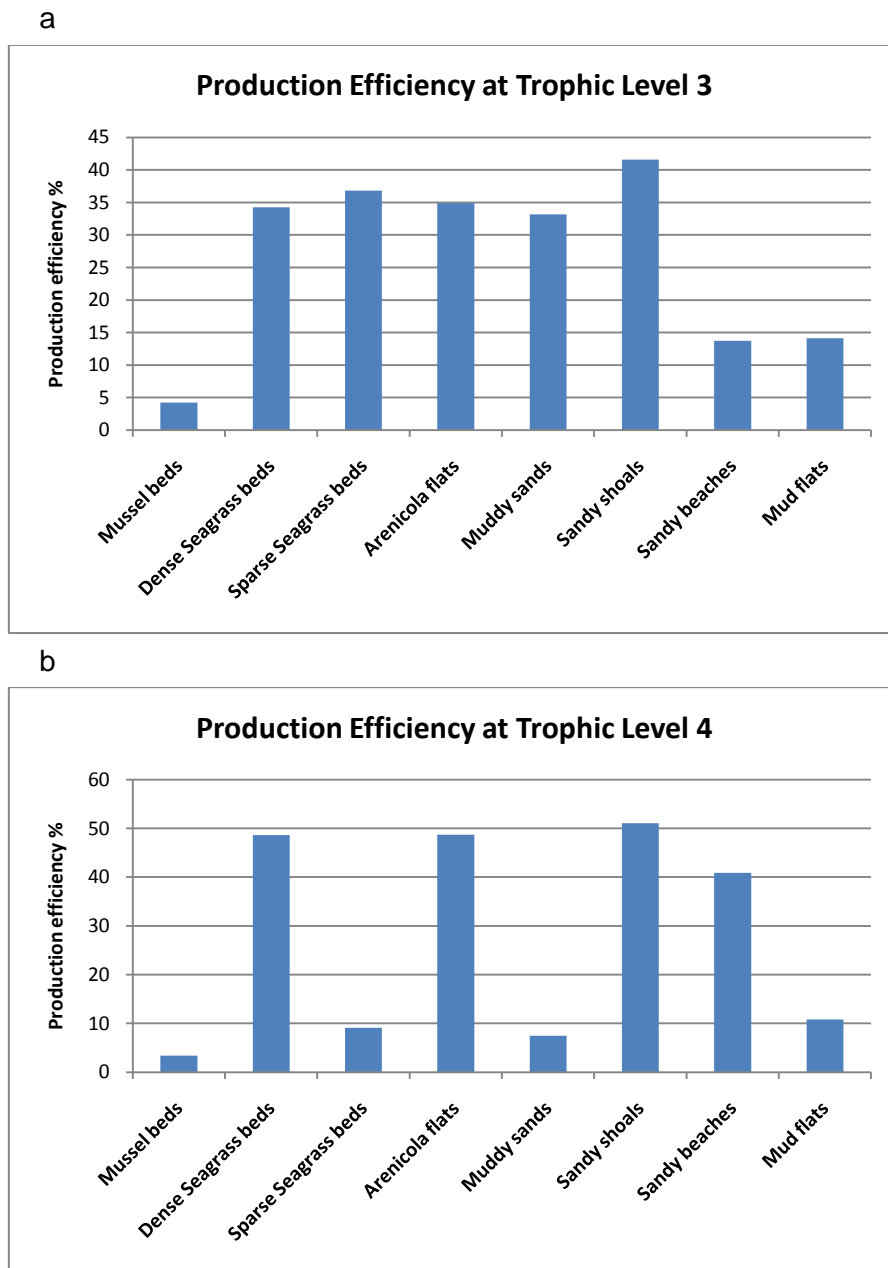 a
Production Efficiency at Trophic Level 3
Production efficiency %
45
40
35
30
25
20
15
10
5
0
Mussel beds
Dense Seagrass beds
Sparse Seagrass beds
Arenicola flats
Muddy sands
Sandy shoals
Sandy beaches
Mud flats
b
Production Efficiency at Trophic Level 4
Production efficiency %
60
50
40
30
20
10
0
Mussel beds
Dense Seagrass beds
Sparse Seagrass beds
Arenicola flats
Muddy sands
Sandy shoals
Sandy beaches
Mud flats